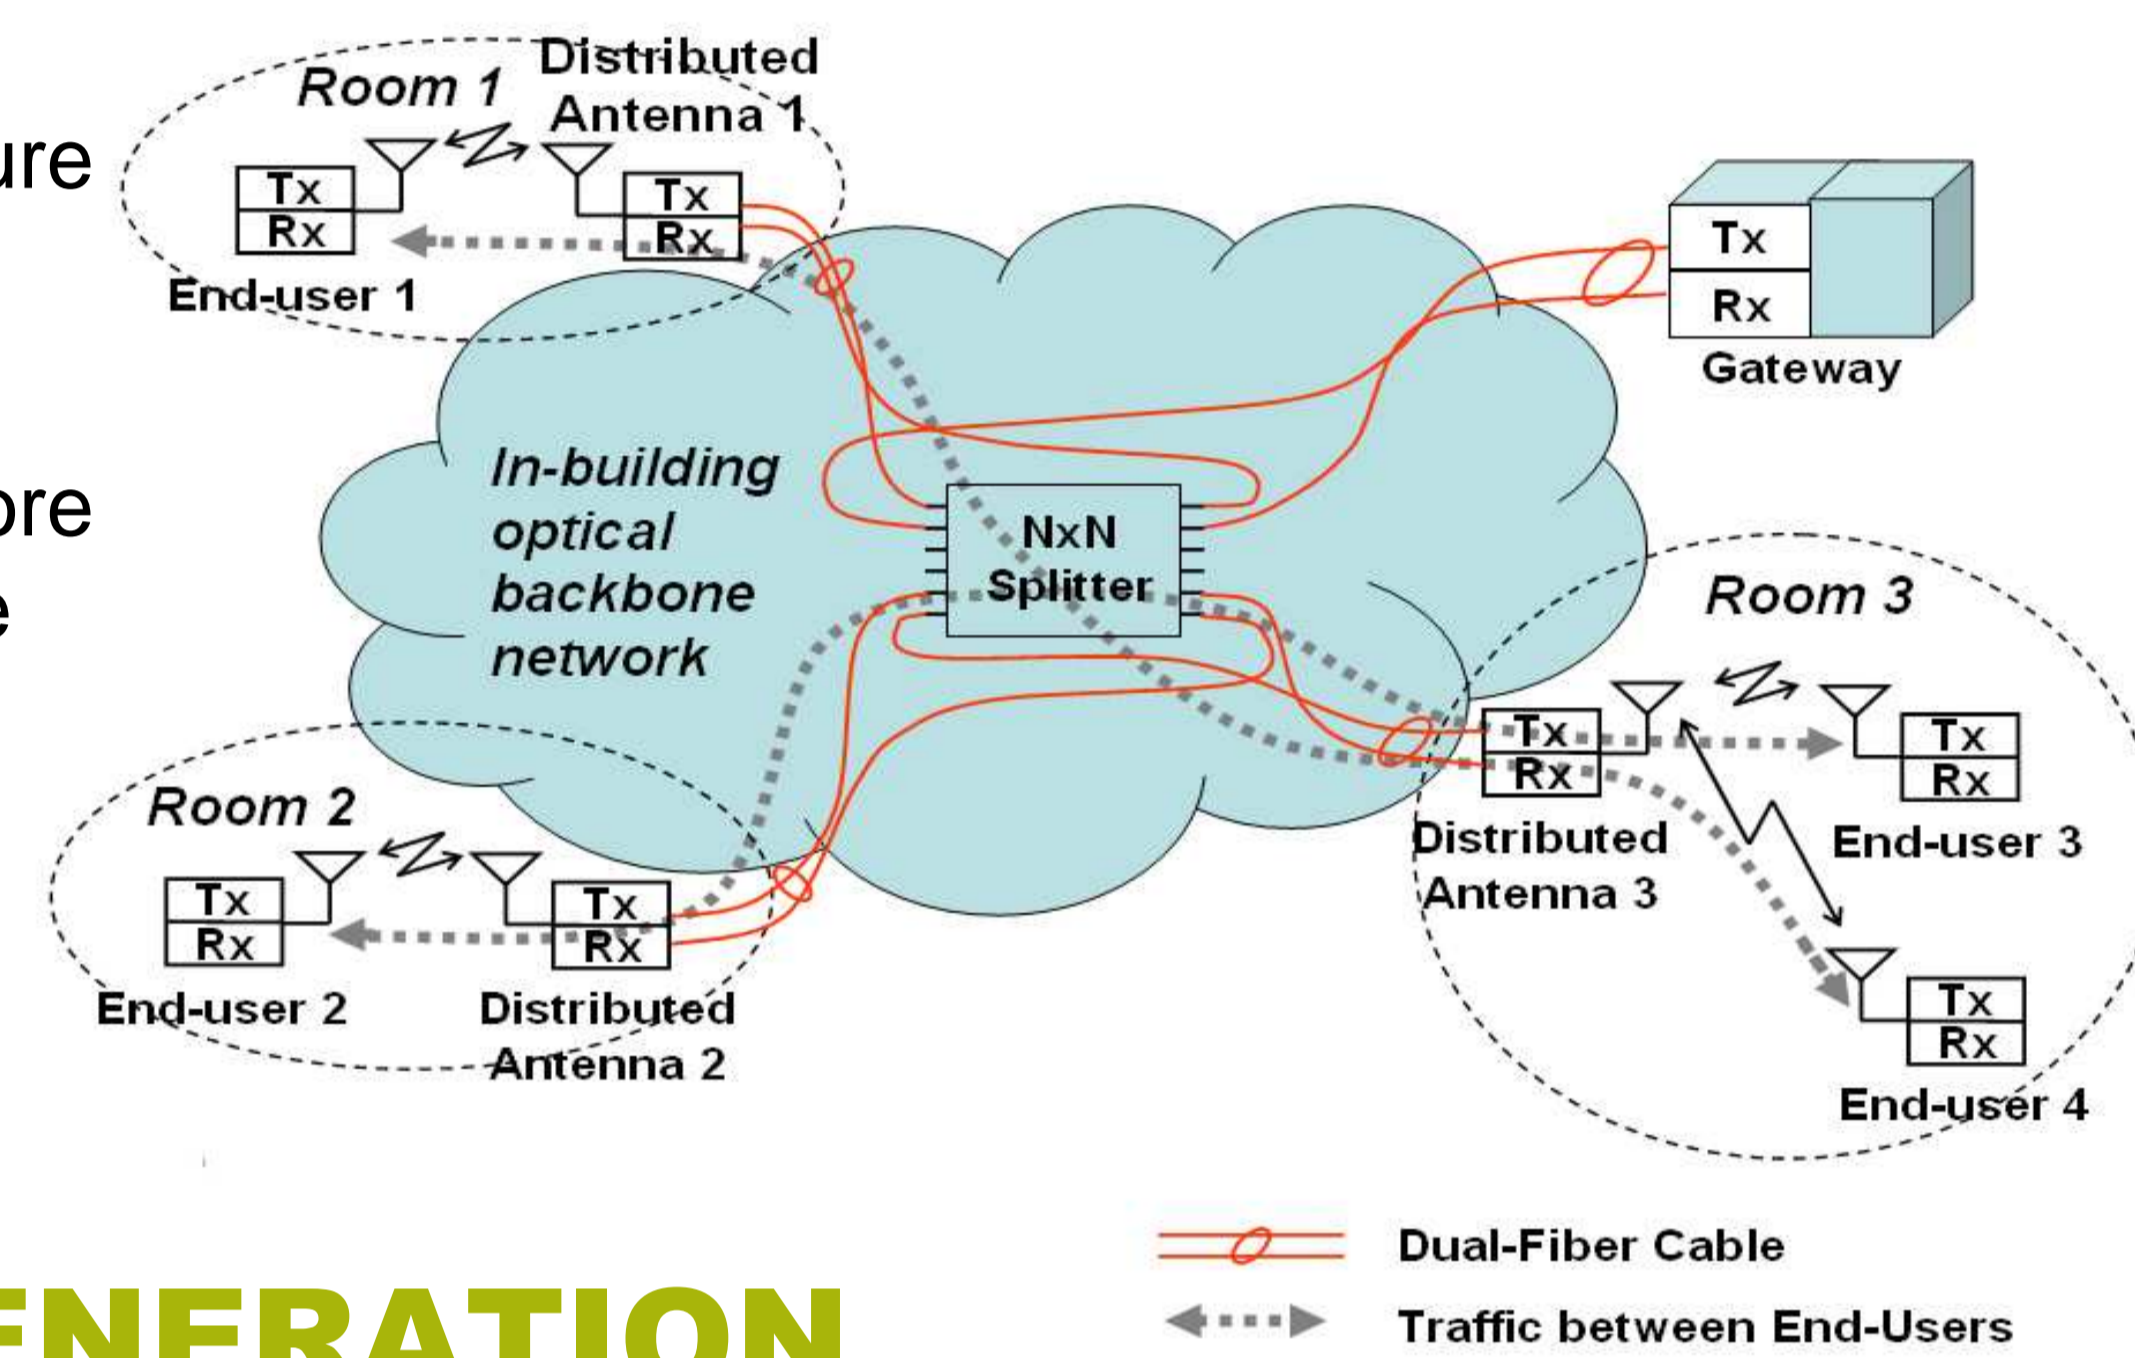 ure
ore
e
Room 1
Distributed
Antenna 1
Tx
Rx
End-user 1
Tx
Rx
Tx
Rx
Gateway
In-building
optical
backbone
network
NxN
Splitter
Room 2
Tx
Rx
End-user 2
Tx
Rx
Distributed
Antenna 2
Room 3
Tx
Rx
Distributed
Antenna 3
Tx
Rx
End-user 3
Tx
Rx
End-user 4
Dual-Fiber Cable
Traffic between End-Users
ENERATION